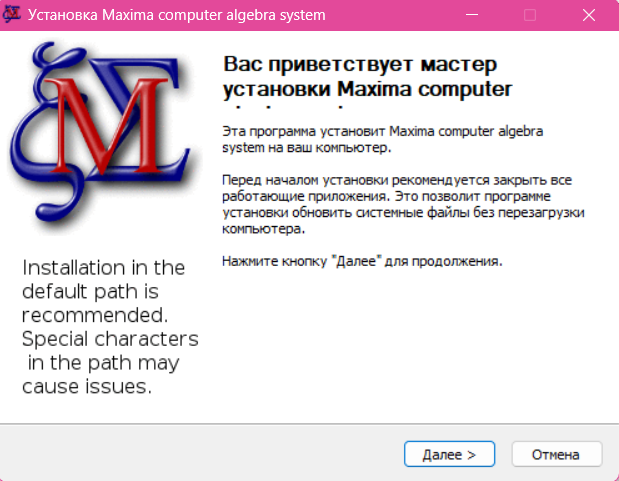 Установка Maxima computer algebra system
Вас приветствует мастер
установки Maxima computer
Эта программа установит Maxima computer algebra
system на ваш компьютер.
Перед началом установки рекомендуется закрыть все
работающие приложения. Это позволит программе
установки обновить системные файлы без перезагрузки
компьютера.
Нажмите кнопку "Далее" для продолжения.
Installation in the
default path is
recommended.
Special characters
in the path may
cause issues.
Далее >
Отмена